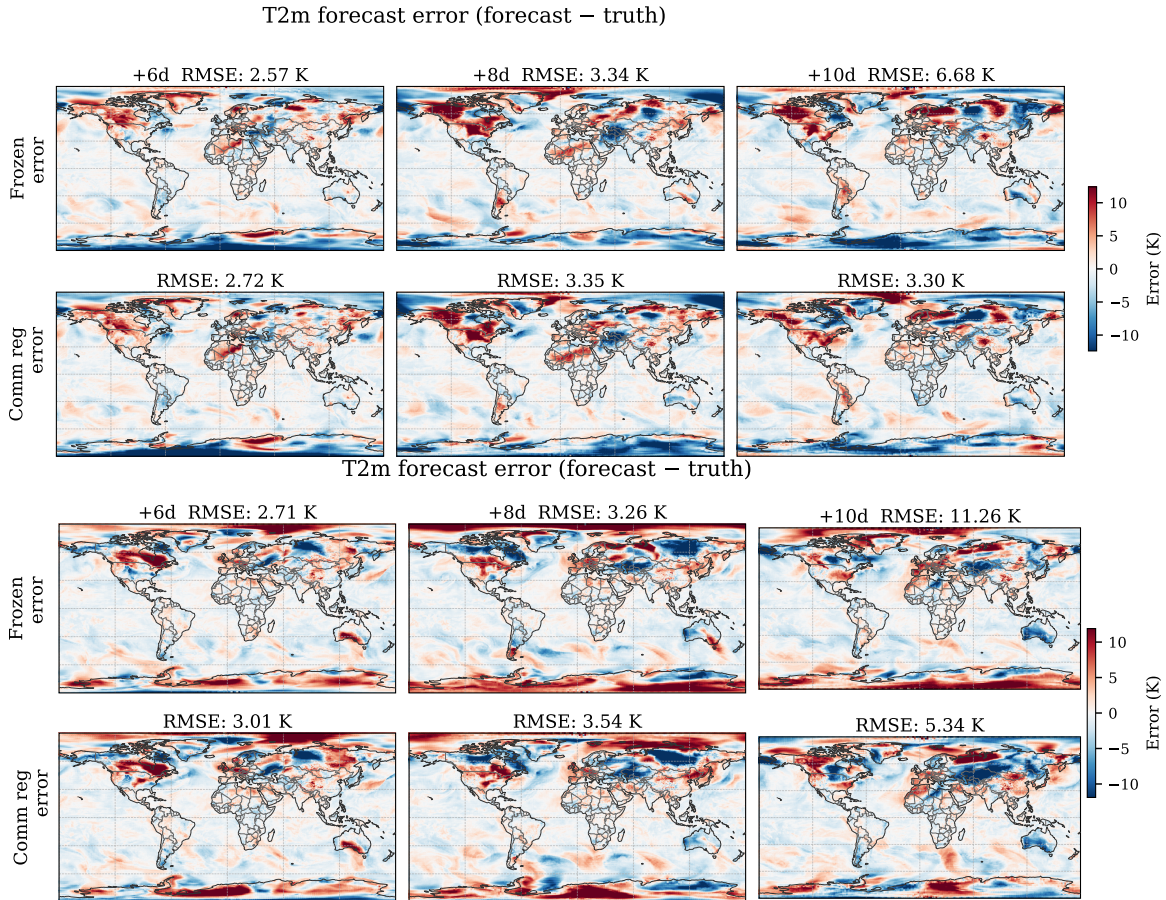 T2m forecast error (forecast − truth)
+6d  RMSE: 2.57 K
+8d  RMSE: 3.34 K
+10d  RMSE: 6.68 K
Frozen
error
RMSE: 2.72 K
RMSE: 3.35 K
RMSE: 3.30 K
Comm reg
error
10
5
0
−5
−10
Error (K)
T2m forecast error (forecast − truth)
+6d  RMSE: 2.71 K
+8d  RMSE: 3.26 K
+10d  RMSE: 11.26 K
Frozen
error
RMSE: 3.01 K
RMSE: 3.54 K
RMSE: 5.34 K
Comm reg
error
10
5
0
−5
−10
Error (K)